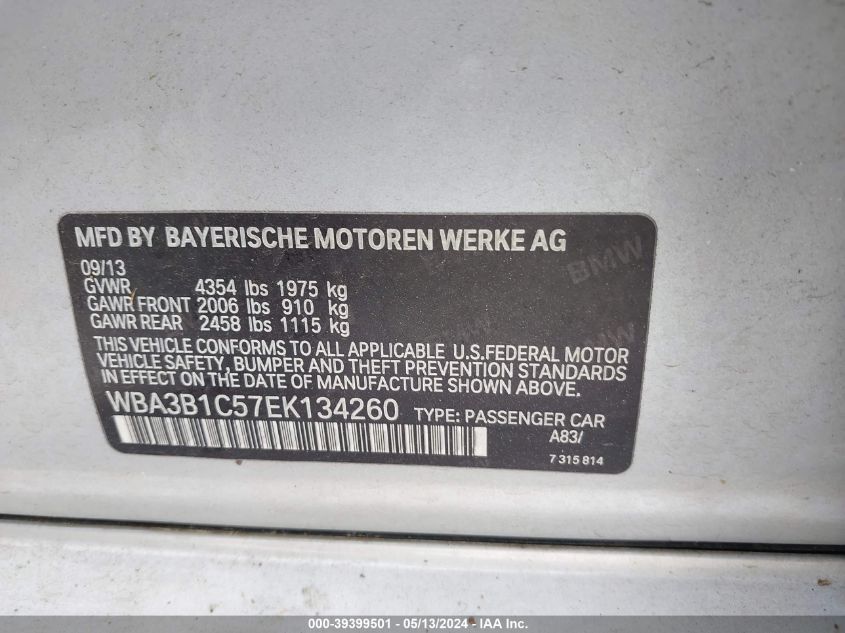 MFD BY BAYERISCHE MOTOREN WERKE AG
BMW
09/13
GVWR 4354 lbs 1975 kg
GAWR FRONT 2006 lbs 910 kg
GAWR REAR 2458 lbs 1115 kg
BMW
THIS VEHICLE CONFORMS TO ALL APPLICABLE U.S.FEDERAL MOTOR
VEHICLE SAFETY, BUMPER AND THEFT PREVENTION STANDARDS
IN EFFECT ON THE DATE OF MANUFACTURE SHOWN ABOVE.
WBA3B1C57EK134260 TYPE: PASSENGER CAR
A83/
7 315 814
000-39399501 - 05/13/2024 - IAA Inc.